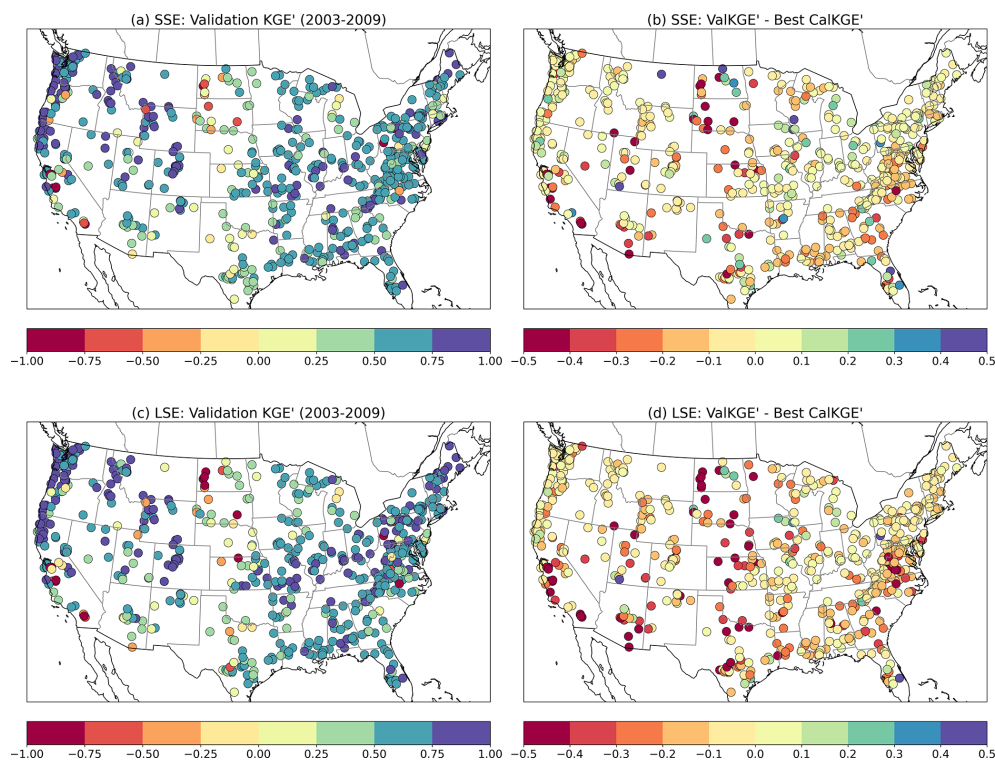 (a) SSE: Validation KGE' (2003-2009)
(b) SSE: ValKGE' - Best CalKGE'
−1.00 −0.75 −0.50 −0.25 0.00 0.25 0.50 0.75 1.00
−0.5 −0.4 −0.3 −0.2 −0.1 0.0 0.1 0.2 0.3 0.4 0.5
(c) LSE: Validation KGE' (2003-2009)
(d) LSE: ValKGE' - Best CalKGE'
−1.00 −0.75 −0.50 −0.25 0.00 0.25 0.50 0.75 1.00
−0.5 −0.4 −0.3 −0.2 −0.1 0.0 0.1 0.2 0.3 0.4 0.5